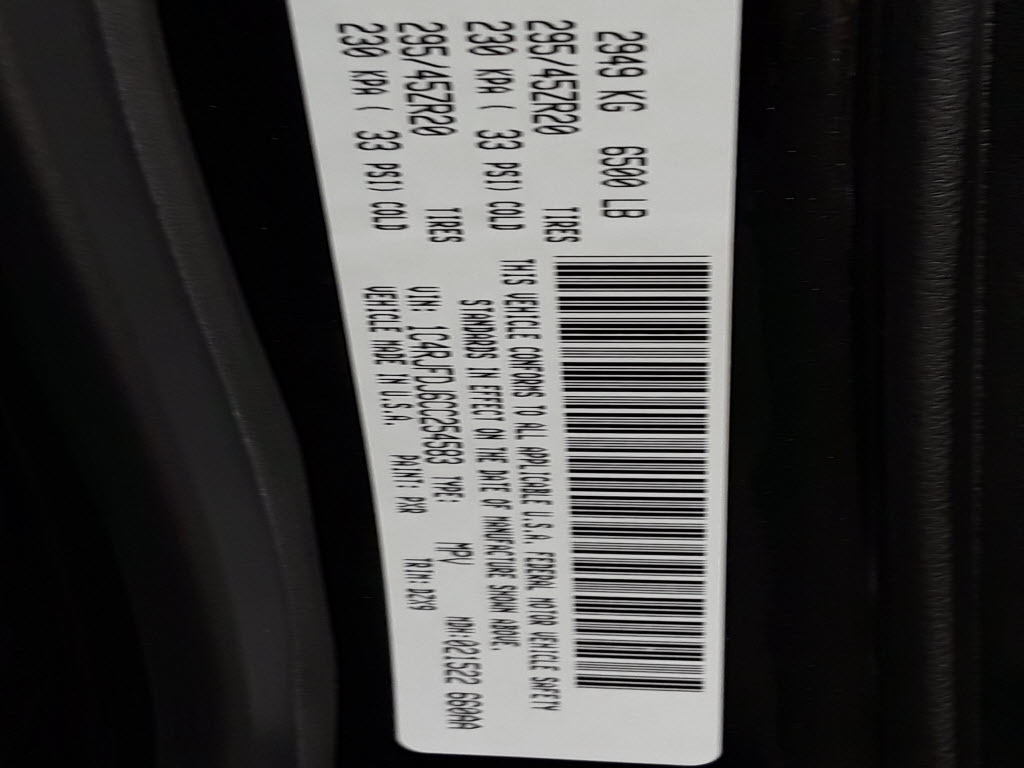 2949 KG 6500 LB
295/45ZR20 TIRES
230 KPA ( 33 PSI) COLD
295/45ZR20 TIRES
230 KPA ( 33 PSI) COLD
THIS VEHICLE CONFORMS TO ALL APPLICABLE U.S.A. FEDERAL MOTOR VEHICLE SAFETY
STANDARDS IN EFFECT ON THE DATE OF MANUFACTURE SHOWN ABOVE.
VIN: 1C4RJFDJ6CC254583 TYPE: MPV MDH:021522 660AA
VEHICLE MADE IN U.S.A. PAINT: PXR TRIM: D2X9